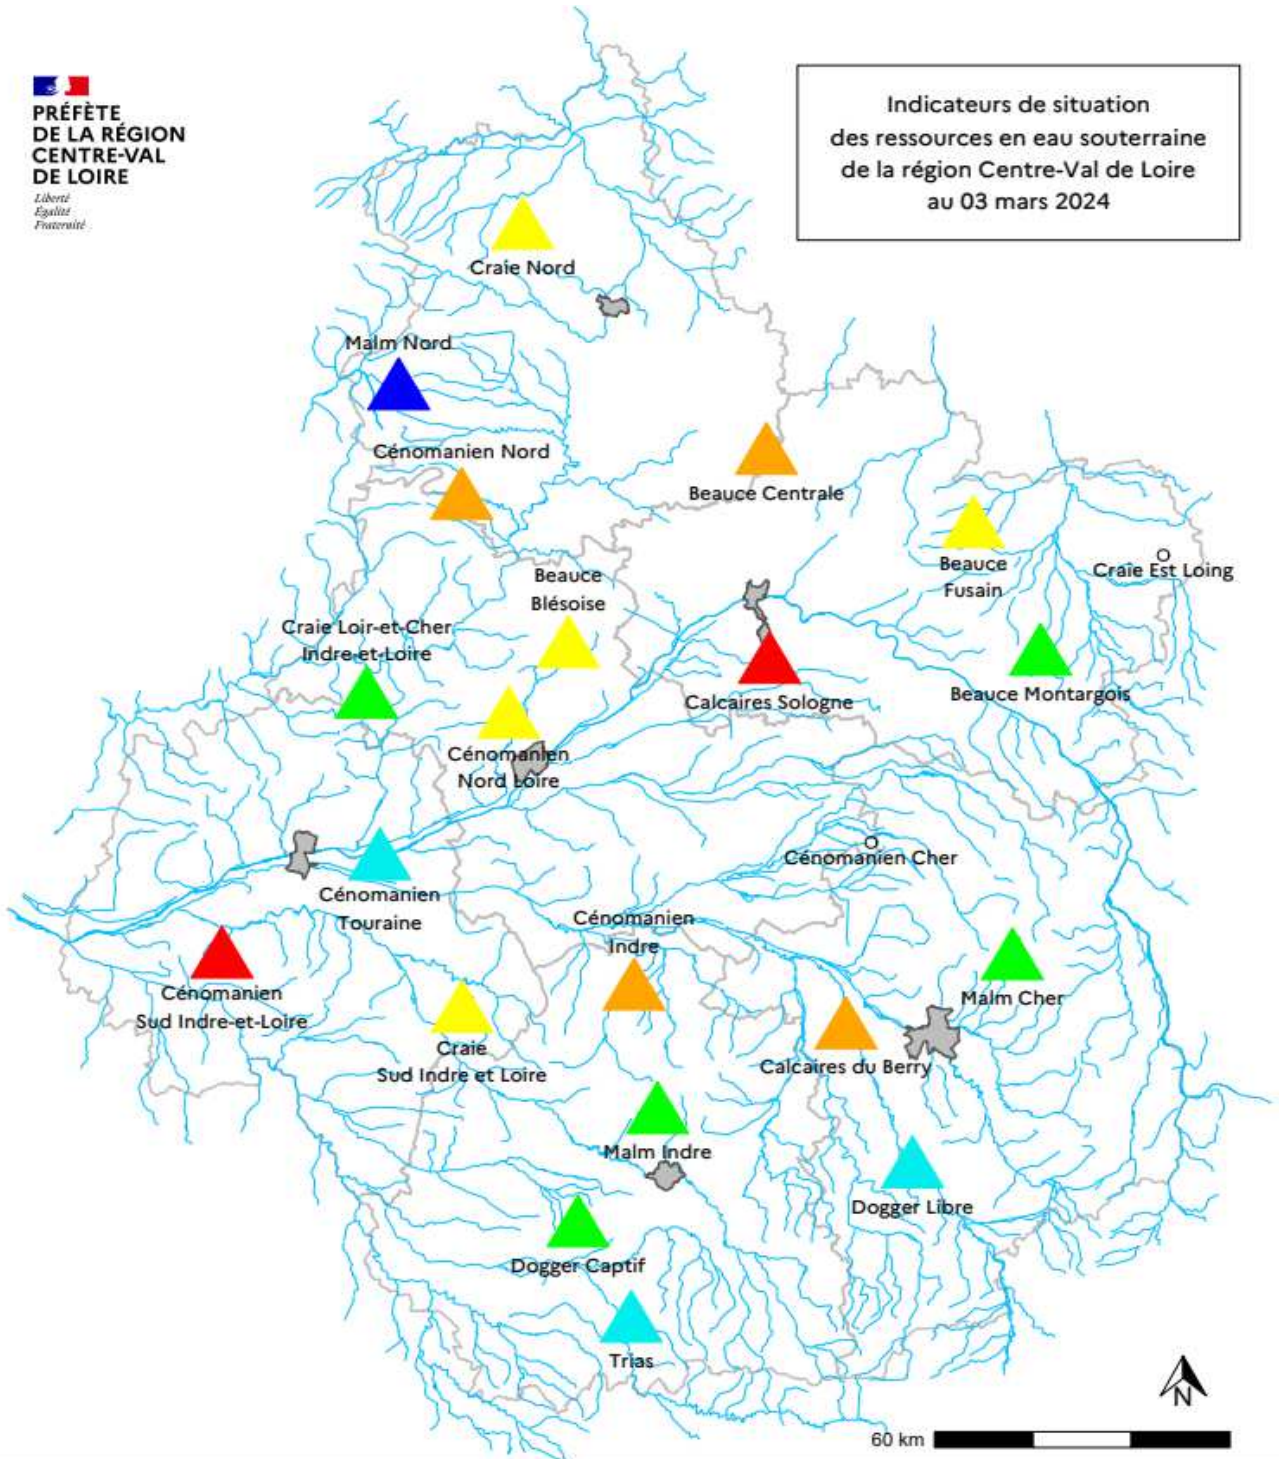 PRÉFÈTE
DE LA RÉGION
CENTRE-VAL
DE LOIRE
Liberté
Égalité
Fraternité
Indicateurs de situation
des ressources en eau souterraine
de la région Centre-Val de Loire
au 03 mars 2024
Craie Nord
Malm Nord
Cénomanien Nord
Beauce Centrale
Beauce
Fusain
Craie Est Loing
Beauce
Blésoise
Craie Loir-et-Cher
Indre-et-Loire
Calcaires Sologne
Beauce Montargois
Cénomanien
Nord Loire
Cénomanien Cher
Cénomanien
Touraine
Cénomanien
Indre
Cénomanien
Sud Indre-et-Loire
Malm Cher
Craie
Sud Indre et Loire
Calcaires du Berry
Malm Indre
Dogger Libre
Dogger Captif
Trias
N
60 km